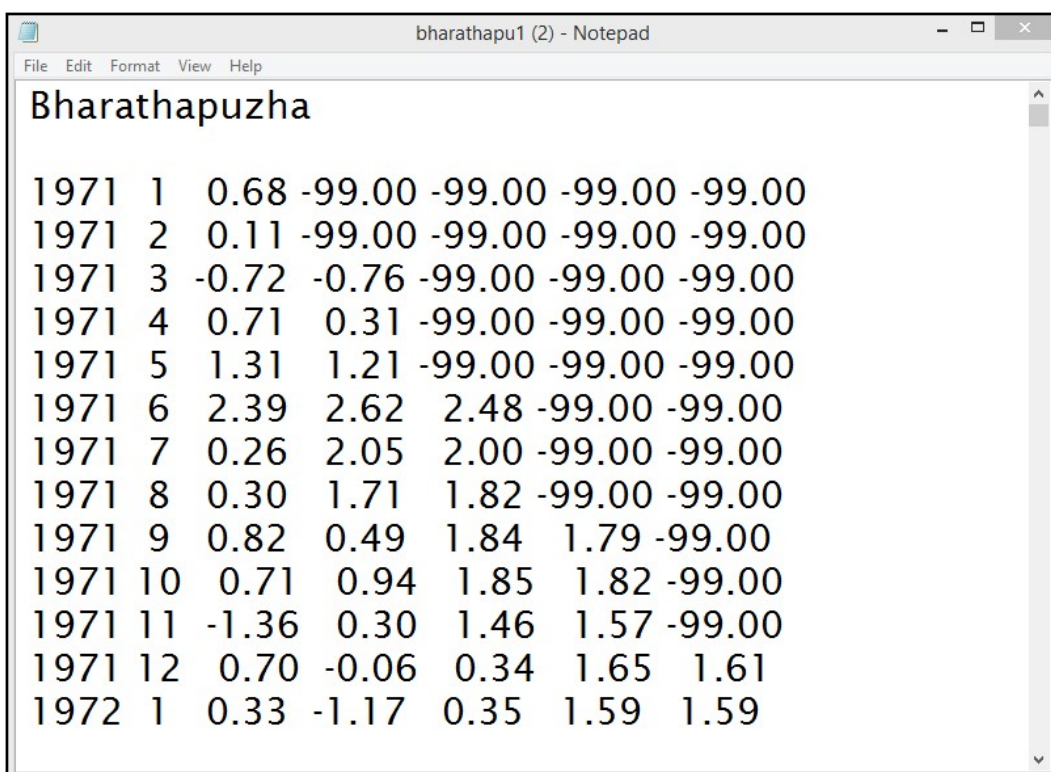 bharathapu1 (2) - Notepad
File Edit Format View Help
Bharathapuzha
1971 1 0.68 -99.00 -99.00 -99.00 -99.00
1971 2 0.11 -99.00 -99.00 -99.00 -99.00
1971 3 -0.72 -0.76 -99.00 -99.00 -99.00
1971 4 0.71 0.31 -99.00 -99.00 -99.00
1971 5 1.31 1.21 -99.00 -99.00 -99.00
1971 6 2.39 2.62 2.48 -99.00 -99.00
1971 7 0.26 2.05 2.00 -99.00 -99.00
1971 8 0.30 1.71 1.82 -99.00 -99.00
1971 9 0.82 0.49 1.84 1.79 -99.00
1971 10 0.71 0.94 1.85 1.82 -99.00
1971 11 -1.36 0.30 1.46 1.57 -99.00
1971 12 0.70 -0.06 0.34 1.65 1.61
1972 1 0.33 -1.17 0.35 1.59 1.59